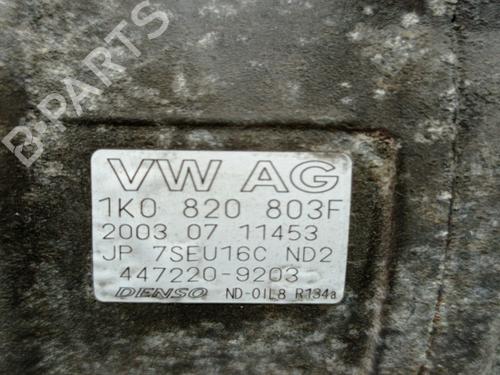 B-PARTS
VW AG
1K0 820 803F
2003 07 11453
JP 7SEU16C ND2
447220-9203
DENSO ND-OIL8 R134a